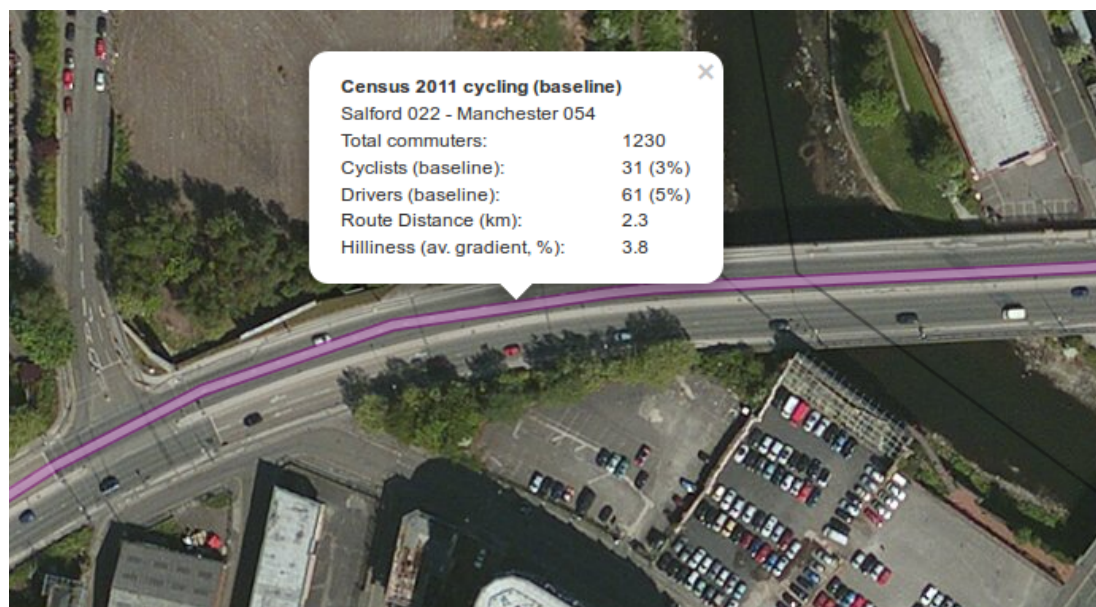 ×
Census 2011 cycling (baseline)
Salford 022 - Manchester 054
Total commuters: 1230
Cyclists (baseline): 31 (3%)
Drivers (baseline): 61 (5%)
Route Distance (km): 2.3
Hilliness (av. gradient, %): 3.8